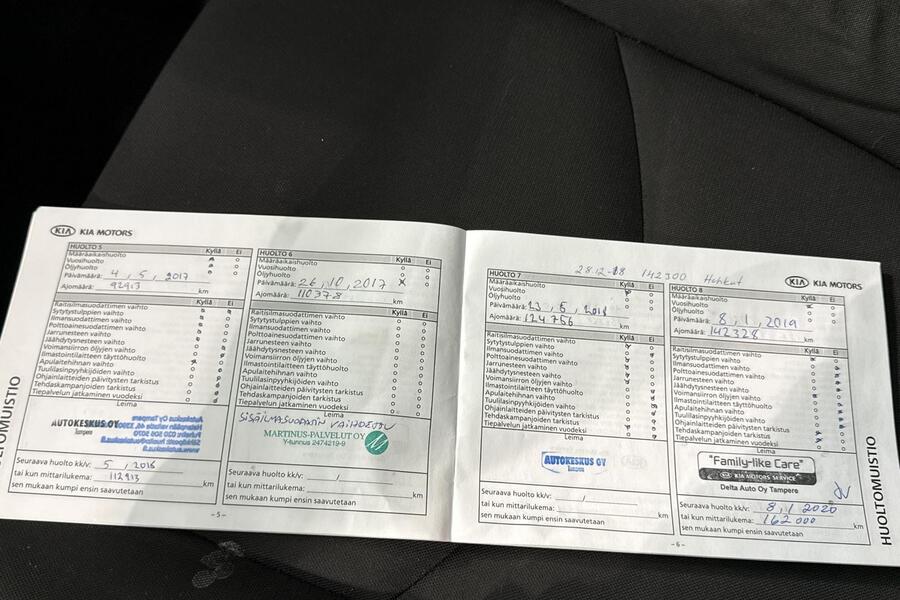 KIA KIA MOTORS
HUOLTO 5 Kyllä Ei
Määräaikaishuolto
Vuosihuolto
Öljyhuolto
Päivämäärä: 4 , 5 , 2017
Ajomäärä: 92913 km
Kyllä Ei
Raitisilmasuodattimen vaihto
Sytytystulppien vaihto
Ilmansuodattimen vaihto
Polttoainesuodattimen vaihto
Jarrunesteen vaihto
Jäähdytysnesteen vaihto
Voimansiirron öljyjen vaihto
Ilmastointilaitteen täyttöhuolto
Apulaitehihnan vaihto
Tuulilasinpyyhkijöiden vaihto
Ohjainlaitteiden päivitysten tarkistus
Tehdaskampanjoiden tarkistus
Tiepalvelun jatkaminen vuodeksi
Leima
AUTOKESKUS OY
Tampere
Seuraava huolto kk/v: 5 , 2018
tai kun mittarilukema: 112913 km
sen mukaan kumpi ensin saavutetaan
- 5 -
HUOLTO 6 Kyllä Ei
Määräaikaishuolto
Vuosihuolto
Öljyhuolto
Päivämäärä: 26 , 10 , 2017
Ajomäärä: 110378 km
Kyllä Ei
Raitisilmasuodattimen vaihto
Sytytystulppien vaihto
Ilmansuodattimen vaihto
Polttoainesuodattimen vaihto
Jarrunesteen vaihto
Jäähdytysnesteen vaihto
Voimansiirron öljyjen vaihto
Ilmastointilaitteen täyttöhuolto
Apulaitehihnan vaihto
Tuulilasinpyyhkijöiden vaihto
Ohjainlaitteiden päivitysten tarkistus
Tehdaskampanjoiden tarkistus
Tiepalvelun jatkaminen vuodeksi
Leima
SISÄILMASUODATIN VAIHDETTU
MARTINUS-PALVELUT OY
Y-tunnus 2474219-9
Seuraava huolto kk/v: /
tai kun mittarilukema: km
sen mukaan kumpi ensin saavutetaan
28.12-18 142300
HUOLTO 7 Kyllä Ei
Määräaikaishuolto
Vuosihuolto
Öljyhuolto
Päivämäärä: 23 , 5 , 2018
Ajomäärä: 124756 km
Kyllä Ei
Raitisilmasuodattimen vaihto
Sytytystulppien vaihto
Ilmansuodattimen vaihto
Polttoainesuodattimen vaihto
Jarrunesteen vaihto
Jäähdytysnesteen vaihto
Voimansiirron öljyjen vaihto
Ilmastointilaitteen täyttöhuolto
Apulaitehihnan vaihto
Tuulilasinpyyhkijöiden vaihto
Ohjainlaitteiden päivitysten tarkistus
Tehdaskampanjoiden tarkistus
Tiepalvelun jatkaminen vuodeksi
Leima
AUTOKESKUS OY
Tampere
Seuraava huolto kk/v: /
tai kun mittarilukema: km
sen mukaan kumpi ensin saavutetaan
- 6 -
KIA KIA MOTORS
HUOLTO 8 Kyllä Ei
Määräaikaishuolto
Vuosihuolto
Öljyhuolto
Päivämäärä: 8 , 1 , 2019
Ajomäärä: 142328 km
Kyllä Ei
Raitisilmasuodattimen vaihto
Sytytystulppien vaihto
Ilmansuodattimen vaihto
Polttoainesuodattimen vaihto
Jarrunesteen vaihto
Jäähdytysnesteen vaihto
Voimansiirron öljyjen vaihto
Ilmastointilaitteen täyttöhuolto
Apulaitehihnan vaihto
Tuulilasinpyyhkijöiden vaihto
Ohjainlaitteiden päivitysten tarkistus
Tehdaskampanjoiden tarkistus
Tiepalvelun jatkaminen vuodeksi
Leima
"Family-like Care"
KIA MOTORS SERVICE
Delta Auto Oy Tampere
Seuraava huolto kk/v: 8 , 1 2020
tai kun mittarilukema: 162 000 km
sen mukaan kumpi ensin saavutetaan
HUOLTOMUISTIO